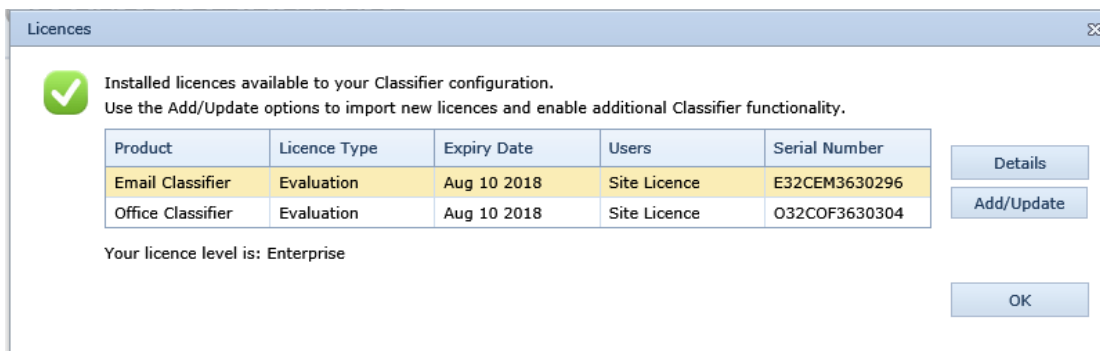 Licences
Installed licences available to your Classifier configuration.
Use the Add/Update options to import new licences and enable additional Classifier functionality.
Product Licence Type Expiry Date Users Serial Number
Email Classifier Evaluation Aug 10 2018 Site Licence E32CEM3630296
Office Classifier Evaluation Aug 10 2018 Site Licence O32COF3630304
Details
Add/Update
Your licence level is: Enterprise
OK